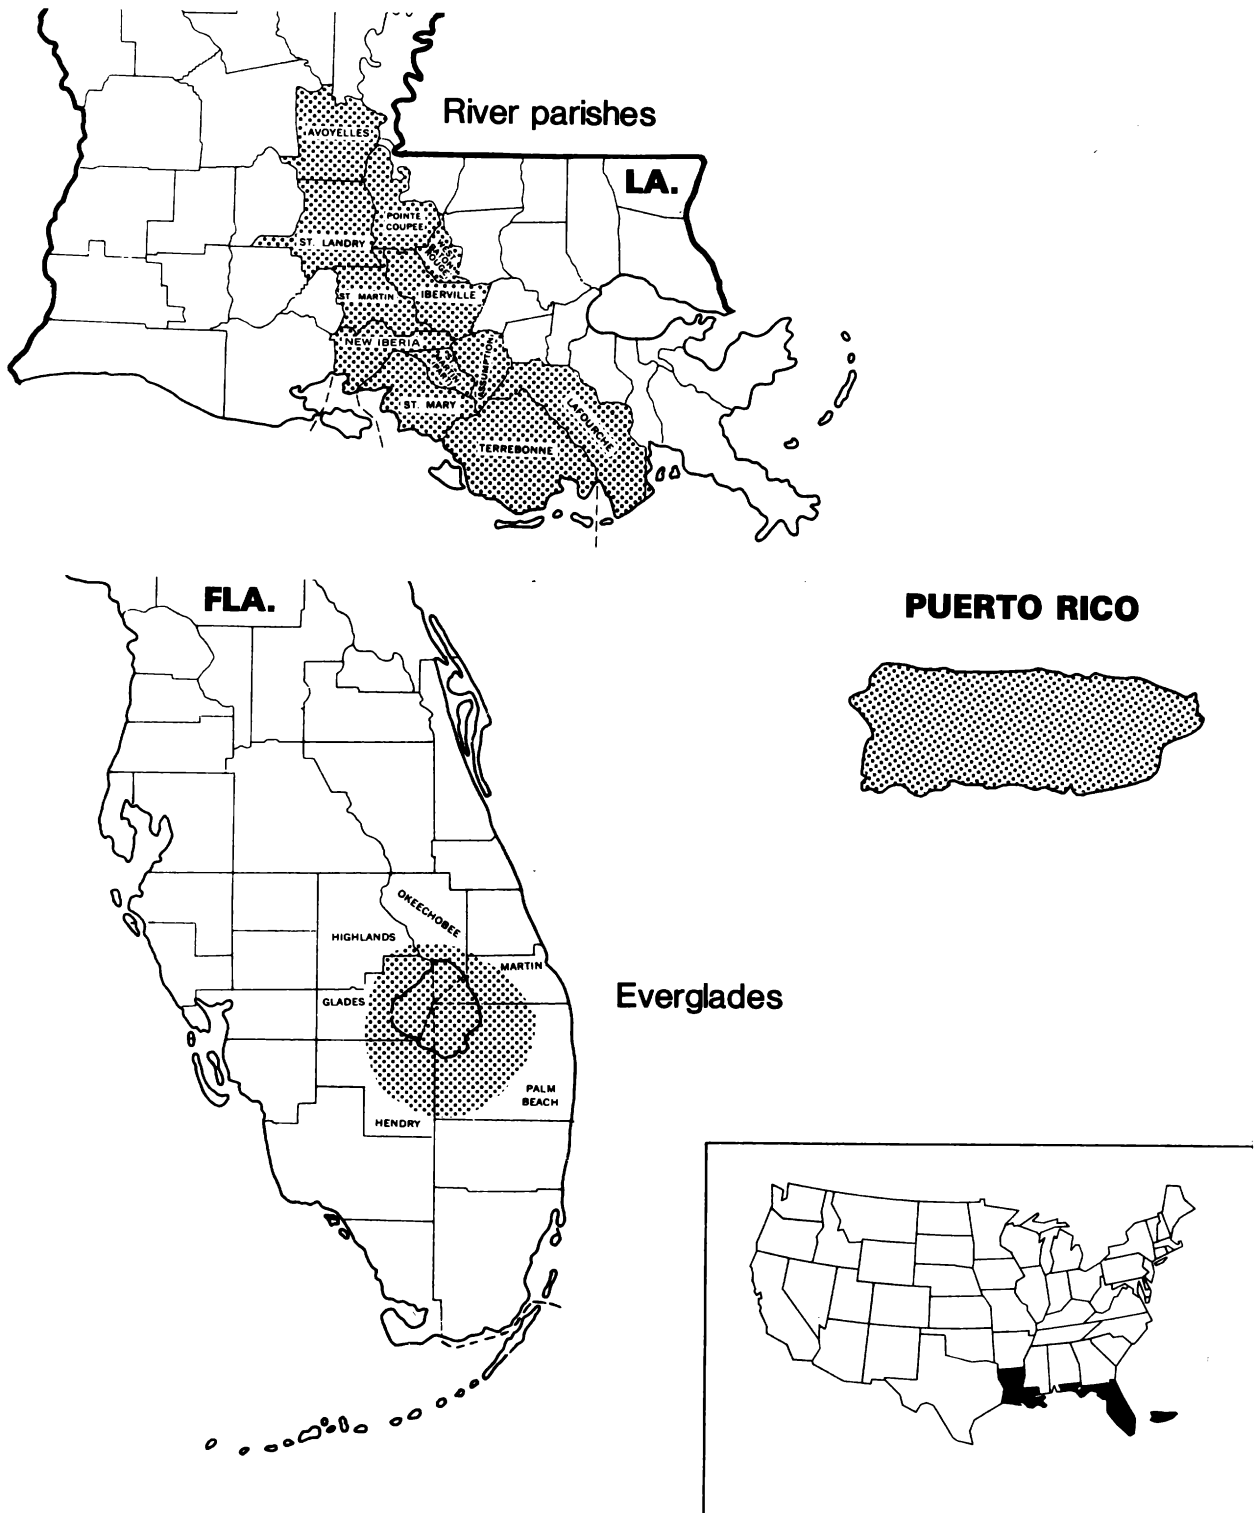 River parishes
LA.
AVOYELLES
POINTE
COUPEE
ST. LANDRY
ROUGE
ST MARTIN
IBERVILLE
NEW IBERIA
ASSUMPTION
ST. MARY
LAFOURCHE
TERREBONNE
FLA.
PUERTO RICO
OKEECHOBEE
HIGHLANDS
MARTIN
GLADES
Everglades
PALM
BEACH
HENDRY